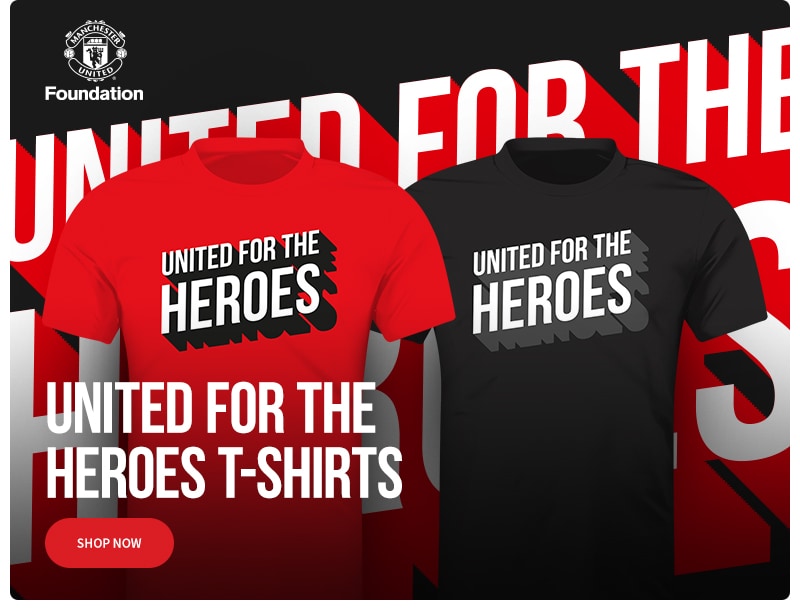 MANCHESTER
UNITED
Foundation
UNITED FOR THE
HEROES
UNITED FOR THE
HEROES
UNITED FOR THE
HEROES
UNITED FOR THE
HEROES T-SHIRTS
SHOP NOW